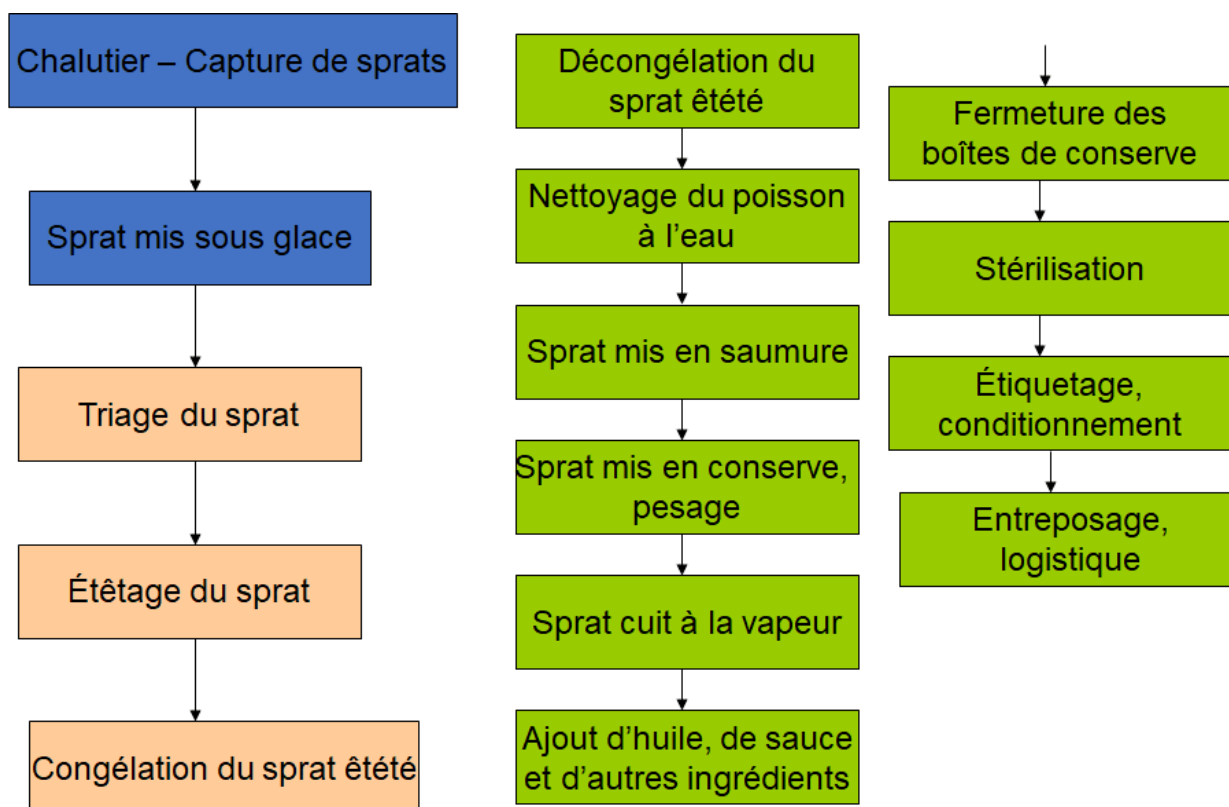 Chalutier – Capture de sprats
Sprat mis sous glace
Triage du sprat
Étêtage du sprat
Congélation du sprat êtété
Décongélation du
sprat êtété
Nettoyage du poisson
à l’eau
Sprat mis en saumure
Sprat mis en conserve,
pesage
Sprat cuit à la vapeur
Ajout d’huile, de sauce
et d’autres ingrédients
Fermeture des
boîtes de conserve
Stérilisation
Étiquetage,
conditionnement
Entreposage,
logistique